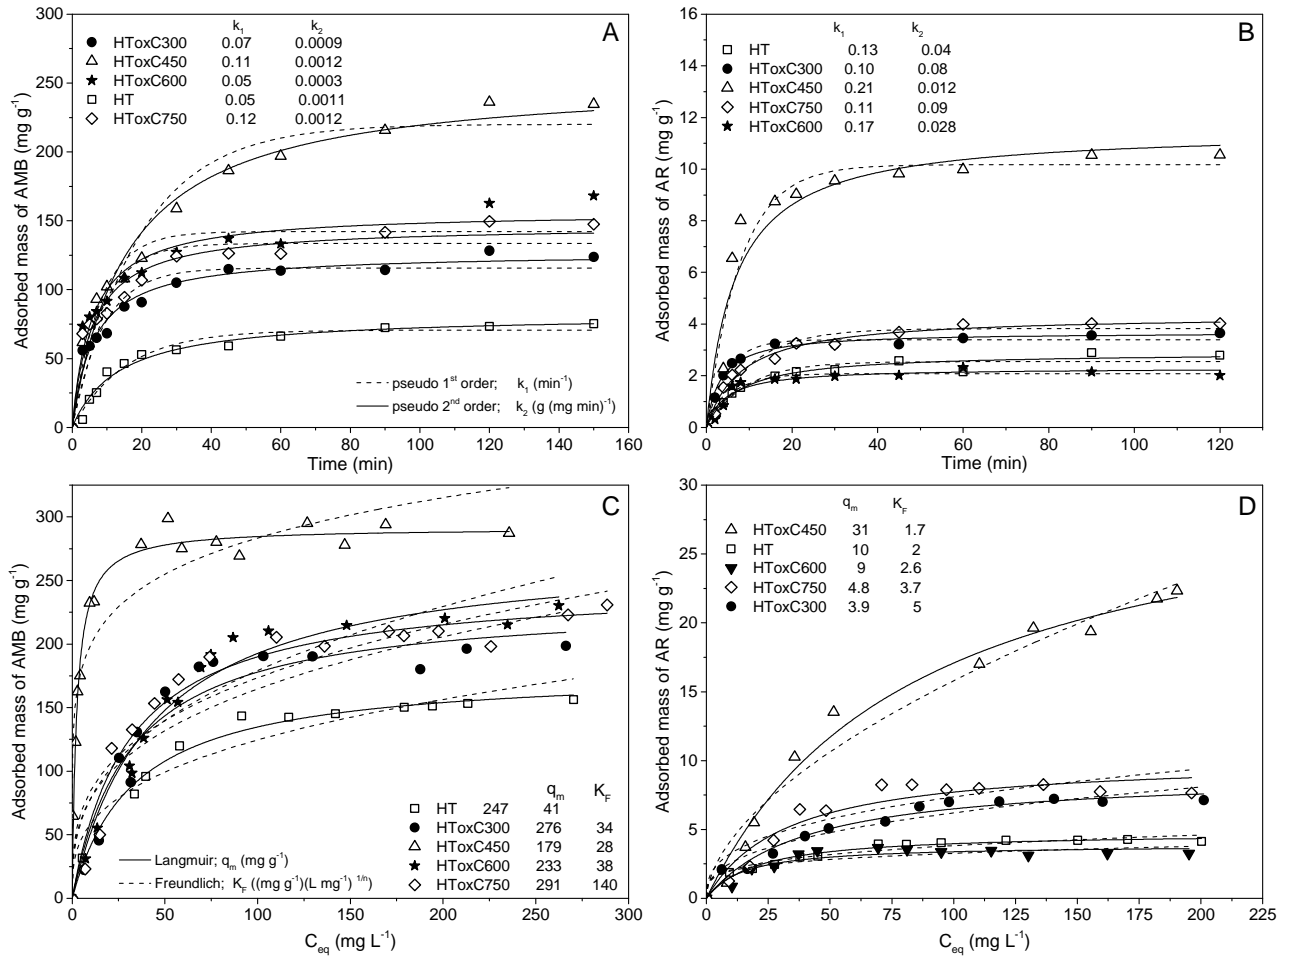 A
k₁ k₂
HToxC300 0.07 0.0009
HToxC450 0.11 0.0012
HToxC600 0.05 0.0003
HT 0.05 0.0011
HToxC750 0.12 0.0012
pseudo 1ˢᵗ order; k₁ (min⁻¹)
pseudo 2ⁿᵈ order; k₂ (g (mg min)⁻¹)
Adsorbed mass of AMB (mg g⁻¹)
300
250
200
150
100
50
0
0 20 40 60 80 100 120 140 160
Time (min)
B
k₁ k₂
HT 0.13 0.04
HToxC300 0.10 0.08
HToxC450 0.21 0.012
HToxC750 0.11 0.09
HToxC600 0.17 0.028
Adsorbed mass of AR (mg g⁻¹)
16
14
12
10
8
6
4
2
0
0 20 40 60 80 100 120
Time (min)
C
Adsorbed mass of AMB (mg g⁻¹)
300
250
200
150
100
50
0
qₘ K_F
HT 247 41
HToxC300 276 34
HToxC450 179 28
HToxC600 233 38
HToxC750 291 140
Langmuir; qₘ (mg g⁻¹)
Freundlich; K_F ((mg g⁻¹)(L mg⁻¹) ¹/ⁿ)
0 50 100 150 200 250 300
C_eq (mg L⁻¹)
D
qₘ K_F
HToxC450 31 1.7
HT 10 2
HToxC600 9 2.6
HToxC750 4.8 3.7
HToxC300 3.9 5
Adsorbed mass of AR (mg g⁻¹)
30
25
20
15
10
5
0
0 25 50 75 100 125 150 175 200 225
C_eq (mg L⁻¹)